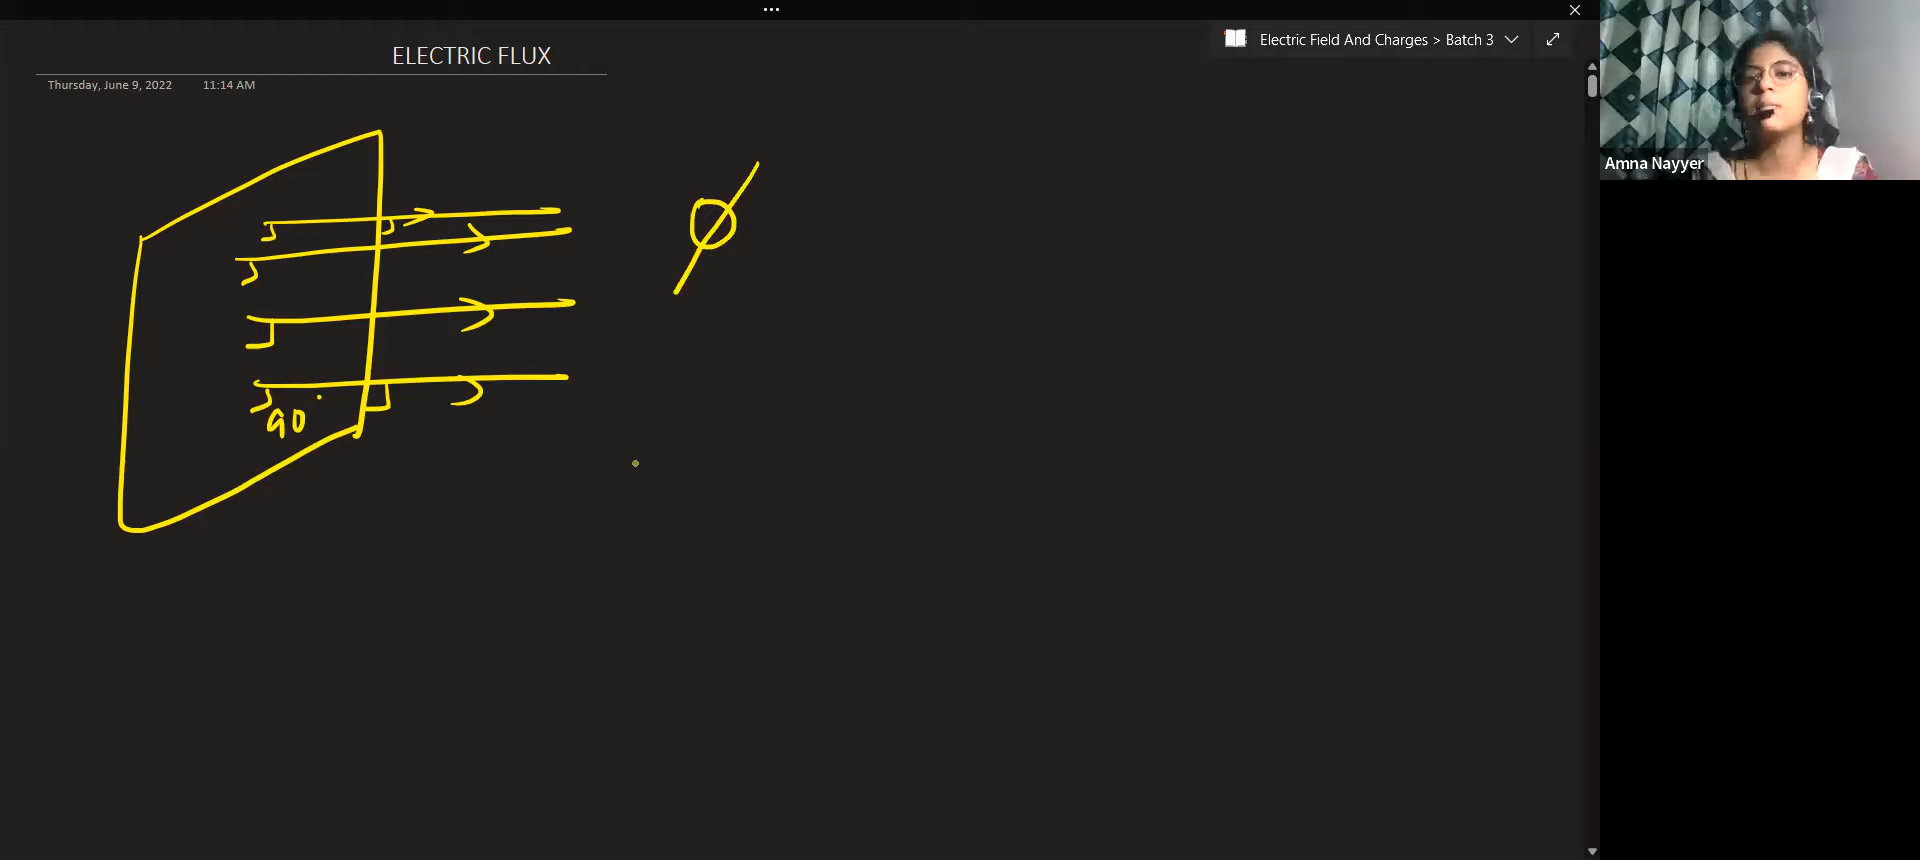 Electric Field And Charges > Batch 3
ELECTRIC FLUX
Thursday, June 9, 2022 11:14 AM
Amna Nayyer
φ
90°